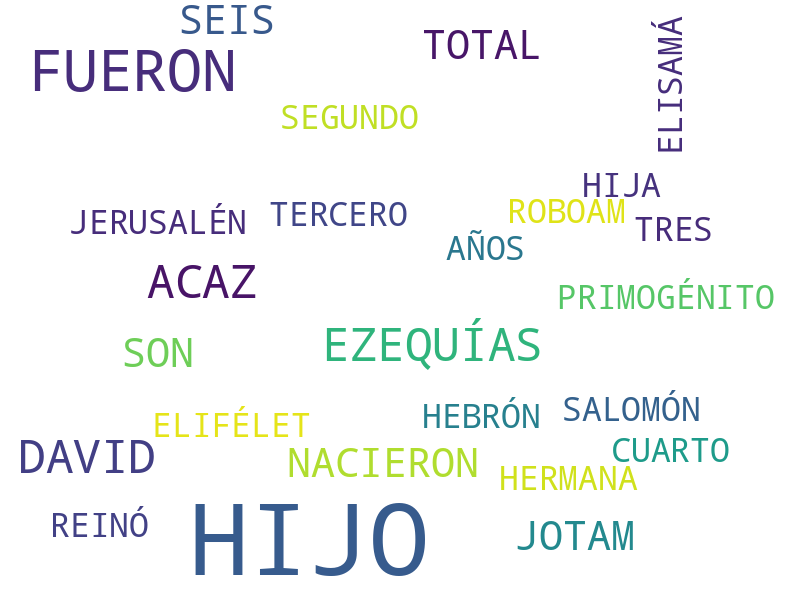 SEIS
FUERON
TOTAL
ELISAMÁ
SEGUNDO
HIJA
JERUSALÉN
TERCERO
ROBOAM
TRES
AÑOS
ACAZ
PRIMOGÉNITO
SON
EZEQUÍAS
HEBRÓN
SALOMÓN
ELIFÉLET
DAVID
NACIERON
CUARTO
HERMANA
REINÓ
HIJO
JOTAM